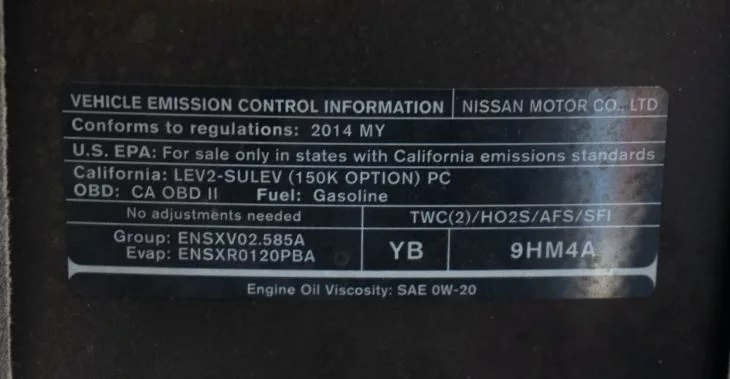 VEHICLE EMISSION CONTROL INFORMATION NISSAN MOTOR CO., LTD
Conforms to regulations: 2014 MY
U.S. EPA: For sale only in states with California emissions standards
California: LEV2-SULEV (150K OPTION) PC
OBD: CA OBD II Fuel: Gasoline
No adjustments needed TWC(2)/HO2S/AFS/SFI
Group: ENSXV02.585A
Evap: ENSXR0120PBA
YB 9HM4A
Engine Oil Viscosity: SAE 0W-20